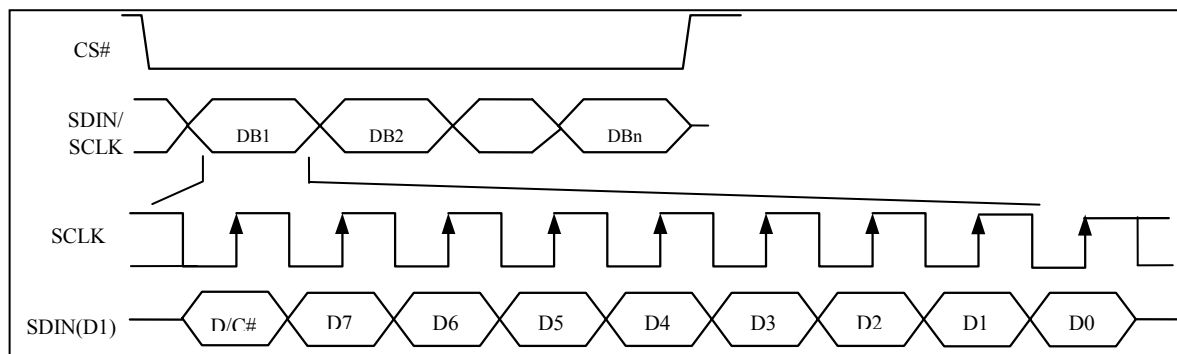 CS#
SDIN/
SCLK
DB1 DB2 DBn
SCLK
SDIN(D1) D/C# D7 D6 D5 D4 D3 D2 D1 D0